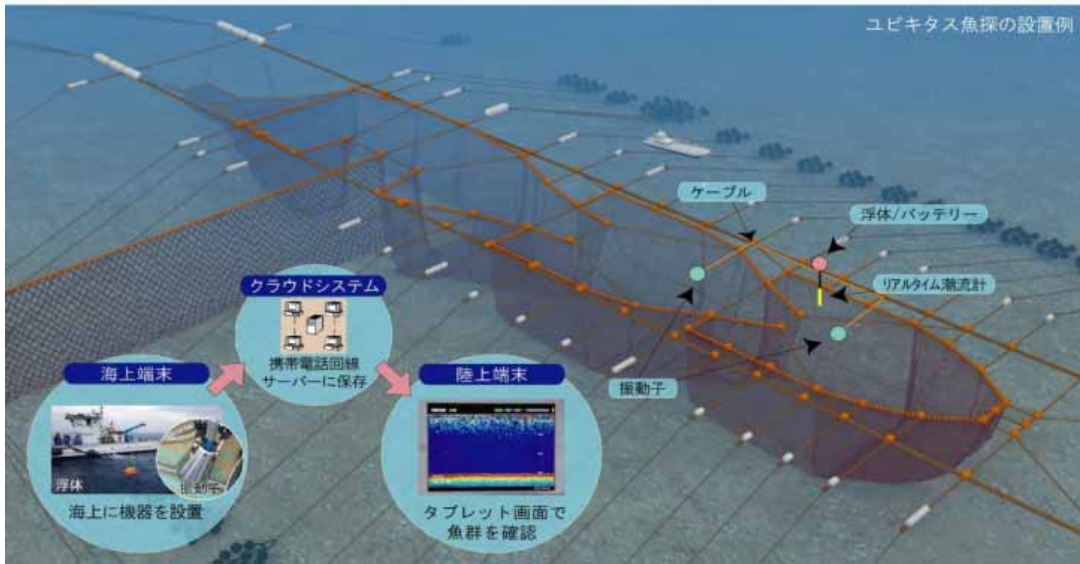 ユビキタス魚探の設置例
ケーブル
浮体/バッテリー
リアルタイム潮流計
振動子
クラウドシステム
携帯電話回線
サーバーに保存
海上端末
浮体
振動子
海上に機器を設置
陸上端末
タブレット画面で
魚群を確認